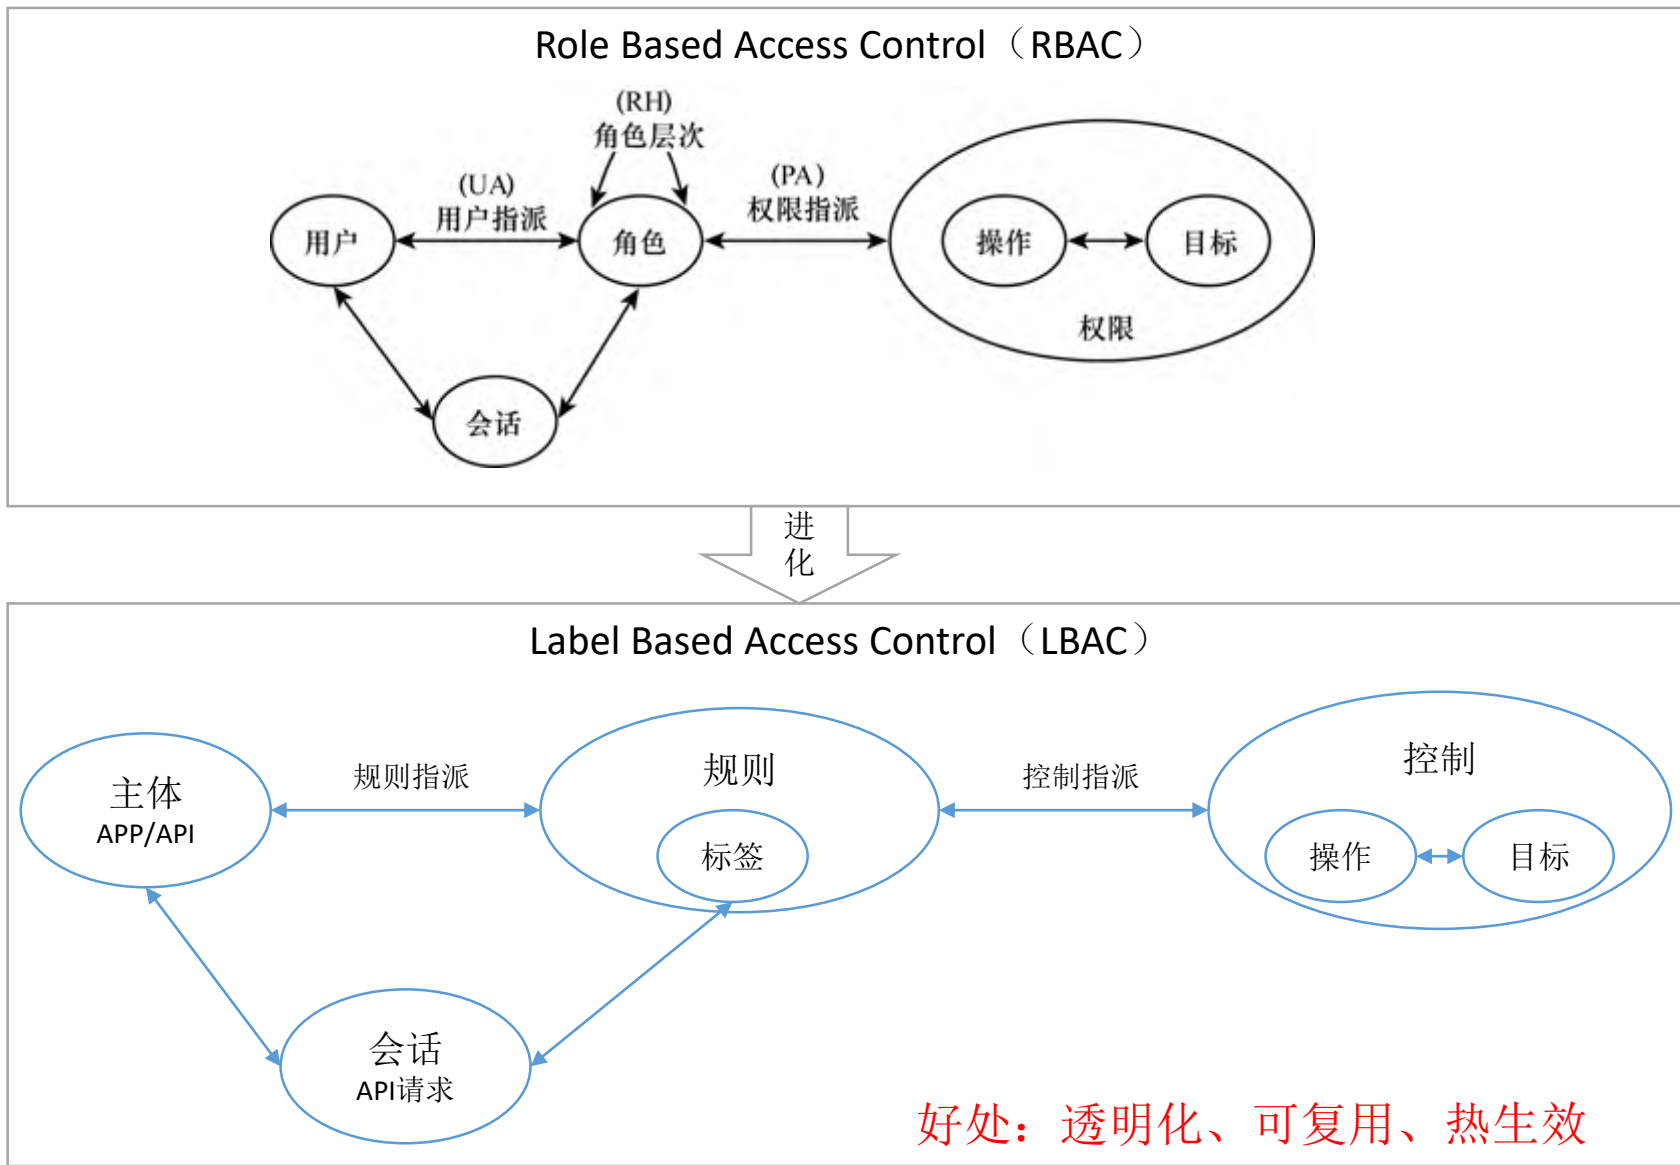 Role Based Access Control（RBAC）
(RH)
角色层次
(UA)
用户指派
(PA)
权限指派
用户
角色
操作
目标
权限
会话
进
化
Label Based Access Control（LBAC）
主体
APP/API
规则指派
规则
标签
控制指派
控制
操作
目标
会话
API请求
好处：透明化、可复用、热生效